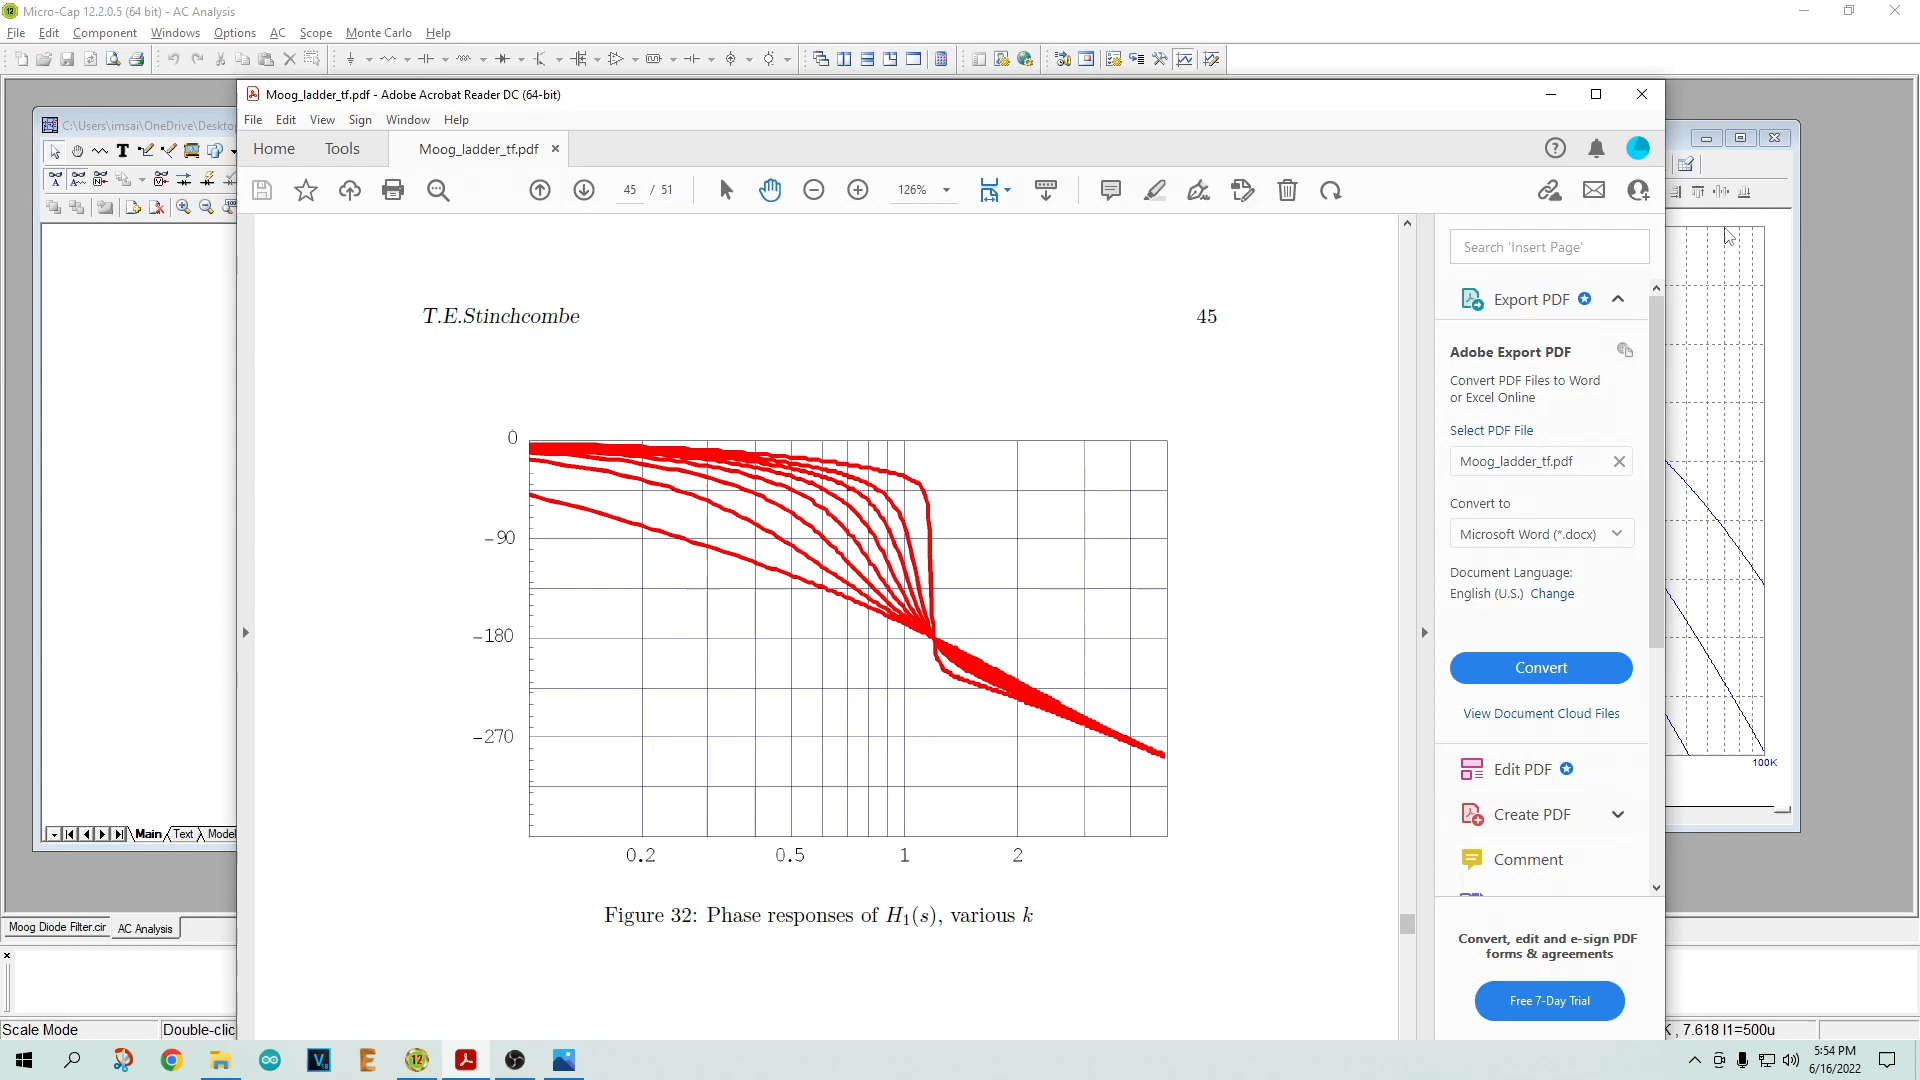 Micro-Cap 12.2.0.5 (64 bit) - AC Analysis
File Edit Component Windows Options AC Scope Monte Carlo Help
Moog_ladder_tf.pdf - Adobe Acrobat Reader DC (64-bit)
File Edit View Sign Window Help
C:\Users\imsai\OneDrive\Deskto
Home Tools Moog_ladder_tf.pdf ×
45 / 51 126%
Search 'Insert Page'
Export PDF
T.E.Stinchcombe 45
Adobe Export PDF
Convert PDF Files to Word
or Excel Online
Select PDF File
Moog_ladder_tf.pdf
Convert to
Microsoft Word (*.docx)
Document Language:
English (U.S.) Change
Convert
View Document Cloud Files
Edit PDF
Create PDF
Comment
Convert, edit and e-sign PDF
forms & agreements
Free 7-Day Trial
0
−90
−180
−270
0.2 0.5 1 2
Figure 32: Phase responses of H₁(s), various k
100K
Main Text Model
Moog Diode Filter.cir AC Analysis
Scale Mode Double-clic
K , 7.618 I1=500u
5:54 PM
6/16/2022